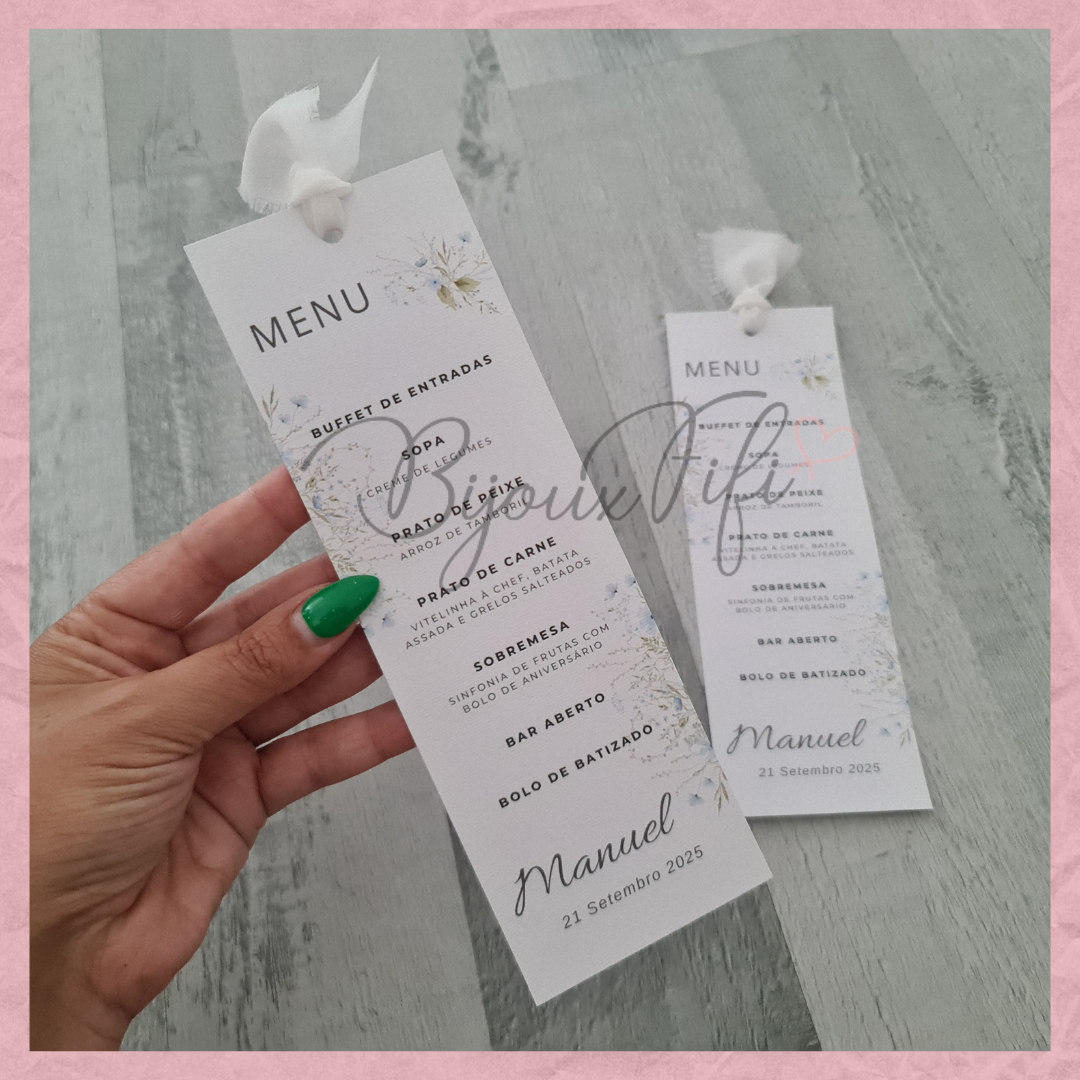 MENU
BUFFET DE ENTRADAS
SOPA
CREME DE LEGUMES
PRATO DE PEIXE
ARROZ DE TAMBORIL
PRATO DE CARNE
VITELINHA À CHEF, BATATA
ASSADA E GRELOS SALTEADOS
SOBREMESA
SINFONIA DE FRUTAS COM
BOLO DE ANIVERSÁRIO
BAR ABERTO
BOLO DE BATIZADO
Manuel
21 Setembro 2025
MENU
BUFFET DE ENTRADAS
SOPA
CREME DE LEGUMES
PRATO DE PEIXE
ARROZ DE TAMBORIL
PRATO DE CARNE
VITELINHA À CHEF, BATATA
ASSADA E GRELOS SALTEADOS
SOBREMESA
SINFONIA DE FRUTAS COM
BOLO DE ANIVERSÁRIO
BAR ABERTO
BOLO DE BATIZADO
Manuel
21 Setembro 2025
Bijoux Fifi